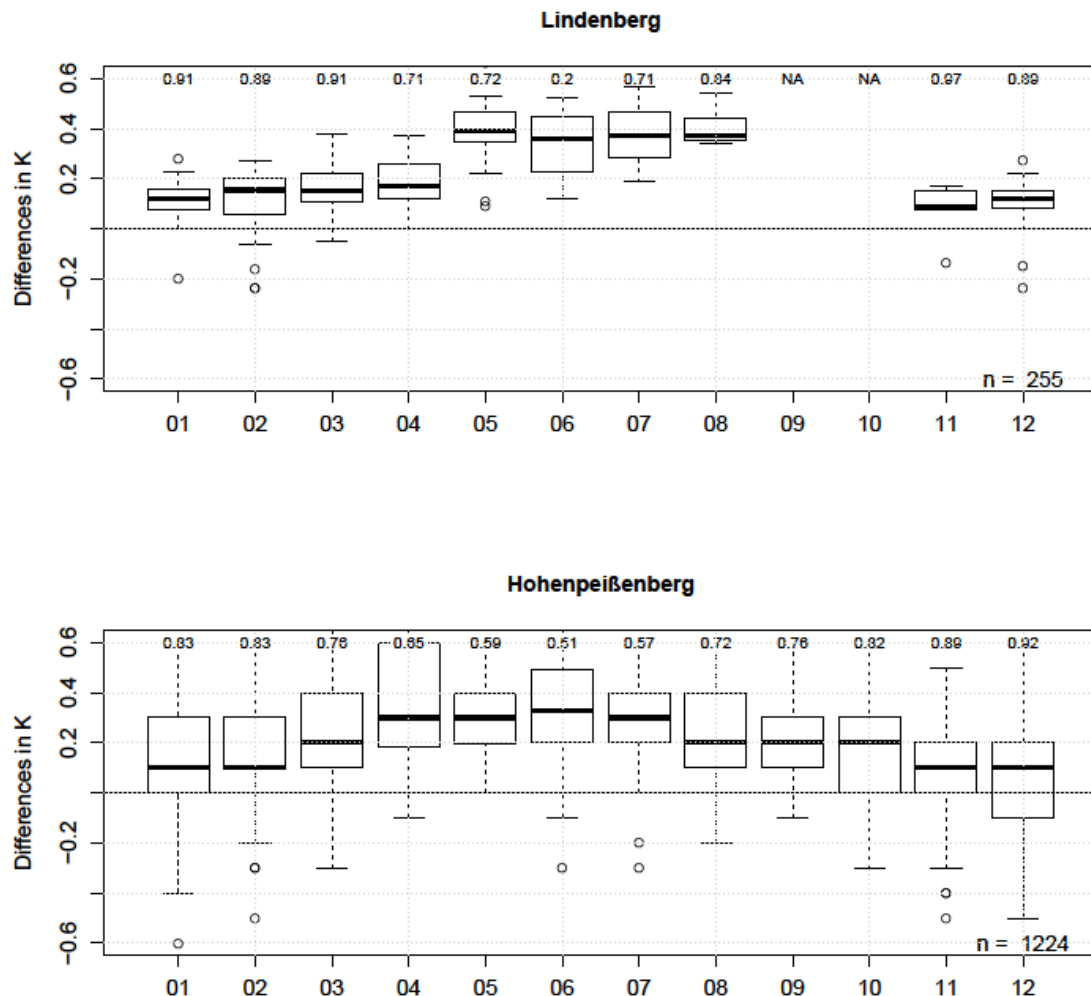 Lindenberg
0.6
0.91 0.89 0.91 0.71 0.72 0.2 0.71 0.84 NA NA 0.97 0.89
0.4
0.2
Differences in K
−0.2
−0.6
n = 255
01 02 03 04 05 06 07 08 09 10 11 12
Hohenpeißenberg
0.6
0.83 0.83 0.76 0.65 0.59 0.51 0.57 0.72 0.76 0.82 0.89 0.92
0.4
0.2
Differences in K
−0.2
−0.6
n = 1224
01 02 03 04 05 06 07 08 09 10 11 12